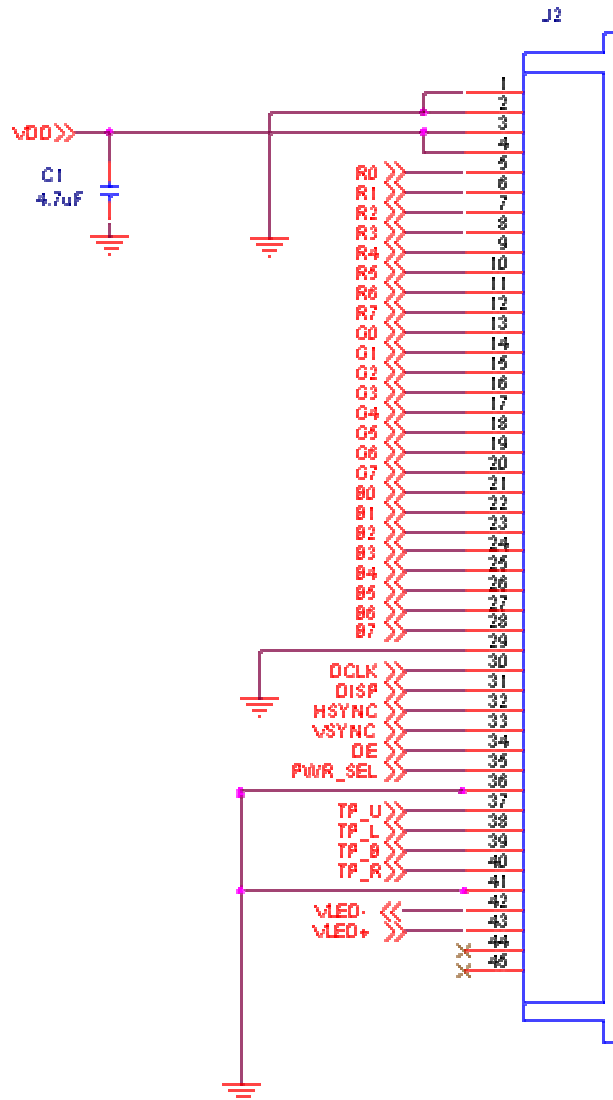 J2
1
2
VDD 3
4
C1
4.7uF
R0 5
R1 6
R2 7
R3 8
R4 9
R5 10
R6 11
R7 12
G0 13
G1 14
G2 15
G3 16
G4 17
G5 18
G6 19
G7 20
B0 21
B1 22
B2 23
B3 24
B4 25
B5 26
B6 27
B7 28
29
DCLK 30
DISP 31
HSYNC 32
VSYNC 33
DE 34
PWR_SEL 35
36
TP_U 37
TP_L 38
TP_B 39
TP_R 40
41
VLED- 42
VLED+ 43
44
45